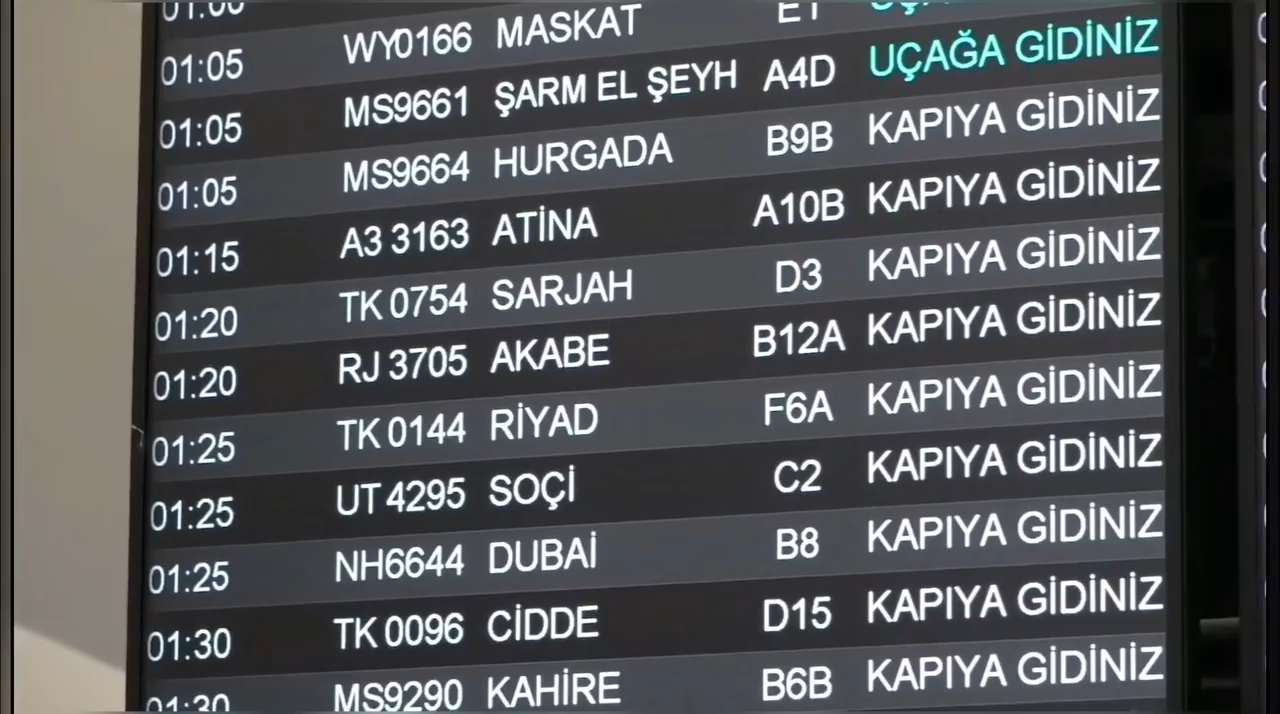 01:00
01:05 WY0166 MASKAT E1
01:05 MS9661 ŞARM EL ŞEYH A4D UÇAĞA GİDİNİZ
01:05 MS9664 HURGADA B9B KAPIYA GİDİNİZ
01:15 A3 3163 ATİNA A10B KAPIYA GİDİNİZ
01:20 TK 0754 SARJAH D3 KAPIYA GİDİNİZ
01:20 RJ 3705 AKABE B12A KAPIYA GİDİNİZ
01:25 TK 0144 RİYAD F6A KAPIYA GİDİNİZ
01:25 UT 4295 SOÇİ C2 KAPIYA GİDİNİZ
01:25 NH6644 DUBAİ B8 KAPIYA GİDİNİZ
01:30 TK 0096 CİDDE D15 KAPIYA GİDİNİZ
01:30 MS9290 KAHİRE B6B KAPIYA GİDİNİZ